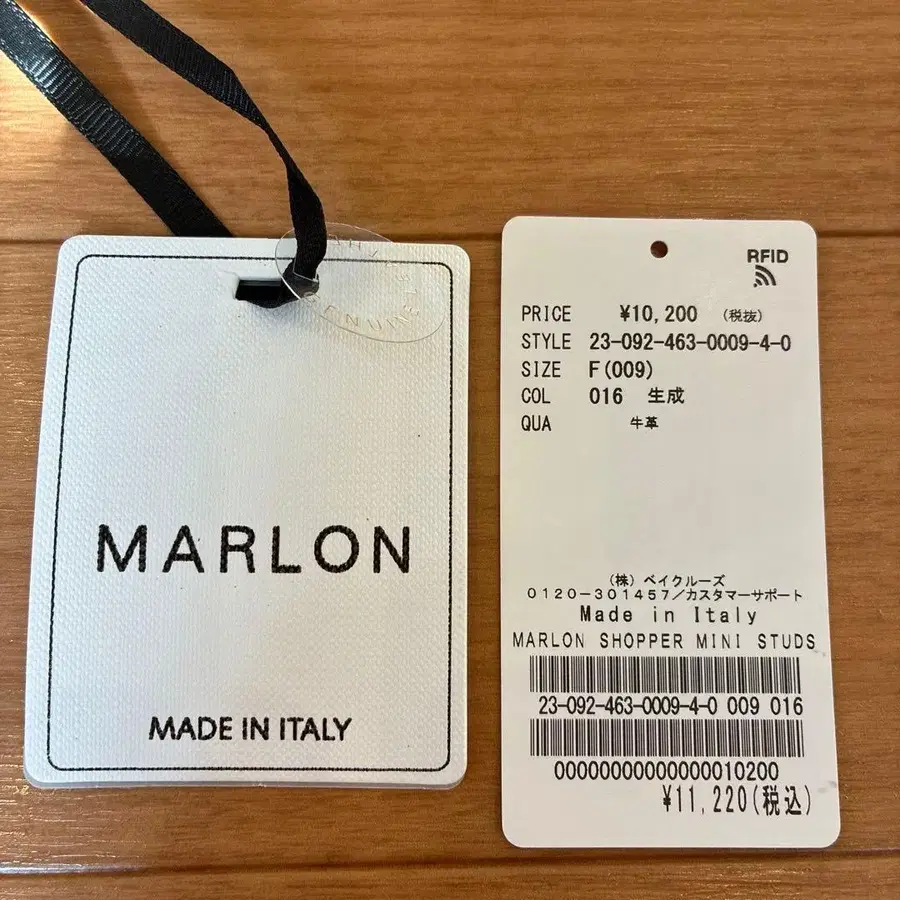 MARLON
MADE IN ITALY
RFID
PRICE ¥10,200 (税抜)
STYLE 23-092-463-0009-4-0
SIZE F(009)
COL 016 生成
QUA 牛革
(株) ベイクルーズ
0120-301457/カスタマーサポート
Made in Italy
MARLON SHOPPER MINI STUDS
23-092-463-0009-4-0 009 016
00000000000000010200
¥11,220(税込)